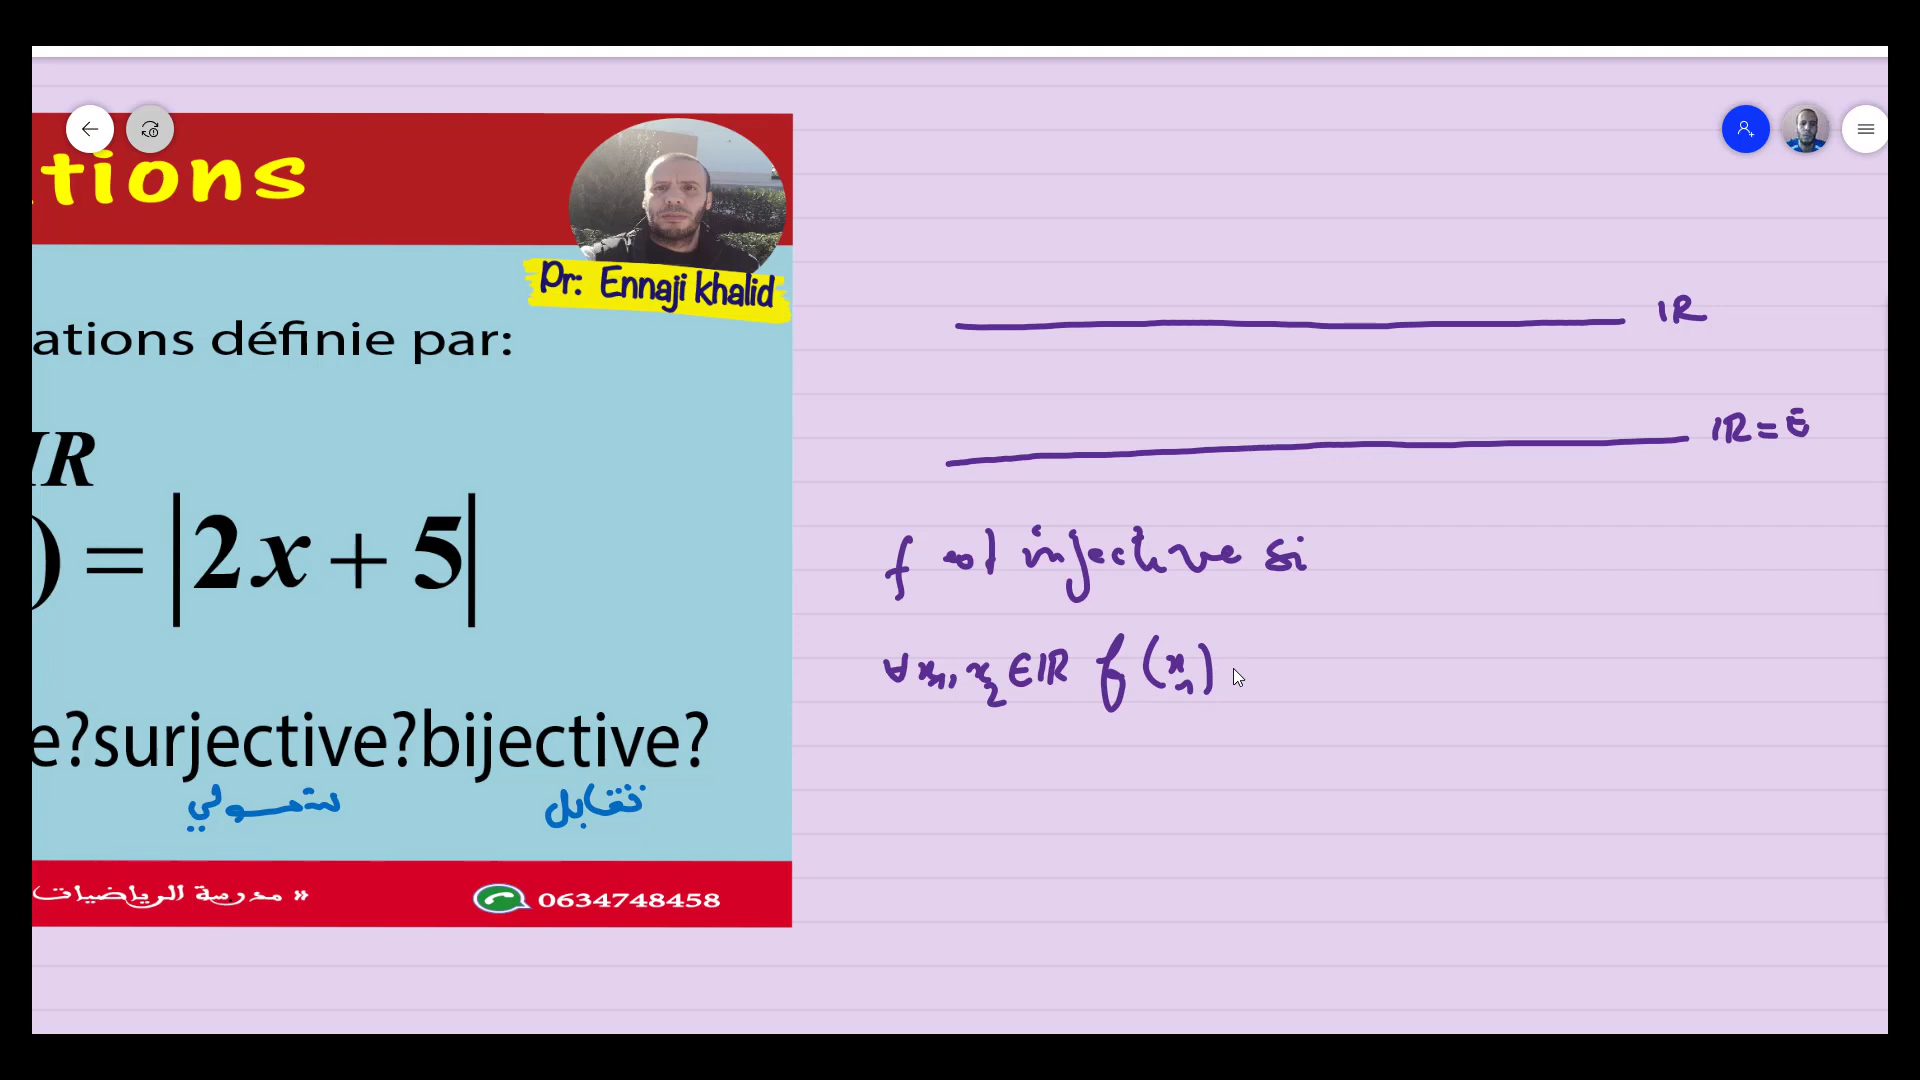 tions
Pr: Ennaji khalid
ations définie par:
IR
) = |2x + 5|
e?surjective?bijective?
شمولي تقابل
مدرسة الرياضيات »
0634748458
IR
IR = E
f est injective si
∀x₁, x₂ ∈ IR f(x₁)